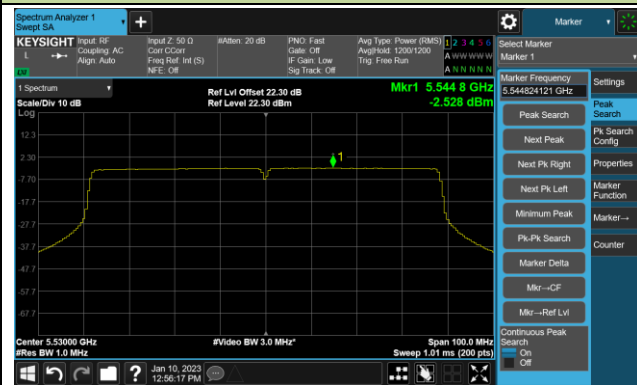 Spectrum Analyzer 1
Swept SA
Marker
KEYSIGHT
Input: RF
Coupling: AC
Align: Auto
Input Z: 50 Ω
Corr CCorr
Freq Ref: Int (S)
NFE: Off
#Atten: 20 dB
PNO: Fast
Gate: Off
IF Gain: Low
Sig Track: Off
Avg Type: Power (RMS)
Avg|Hold: 1200/1200
Trig: Free Run
1 2 3 4 5 6
A W W W W W
A N N N N N
L
Select Marker
Marker 1
1 Spectrum
Scale/Div 10 dB
Log
Ref Lvl Offset 22.30 dB
Ref Level 22.30 dBm
Mkr1 5.544 8 GHz
-2.528 dBm
12.3
2.30
-7.70
-17.7
-27.7
-37.7
-47.7
-57.7
-67.7
1
Center 5.53000 GHz
#Res BW 1.0 MHz
#Video BW 3.0 MHz*
Span 100.0 MHz
Sweep 1.01 ms (200 pts)
Marker Frequency
5.544824121 GHz
Peak Search
Next Peak
Next Pk Right
Next Pk Left
Minimum Peak
Pk-Pk Search
Marker Delta
Mkr→CF
Mkr→Ref Lvl
Continuous Peak
Search
On
Off
Settings
Peak
Search
Pk Search
Config
Properties
Marker
Function
Marker→
Counter
Jan 10, 2023
12:56:17 PM